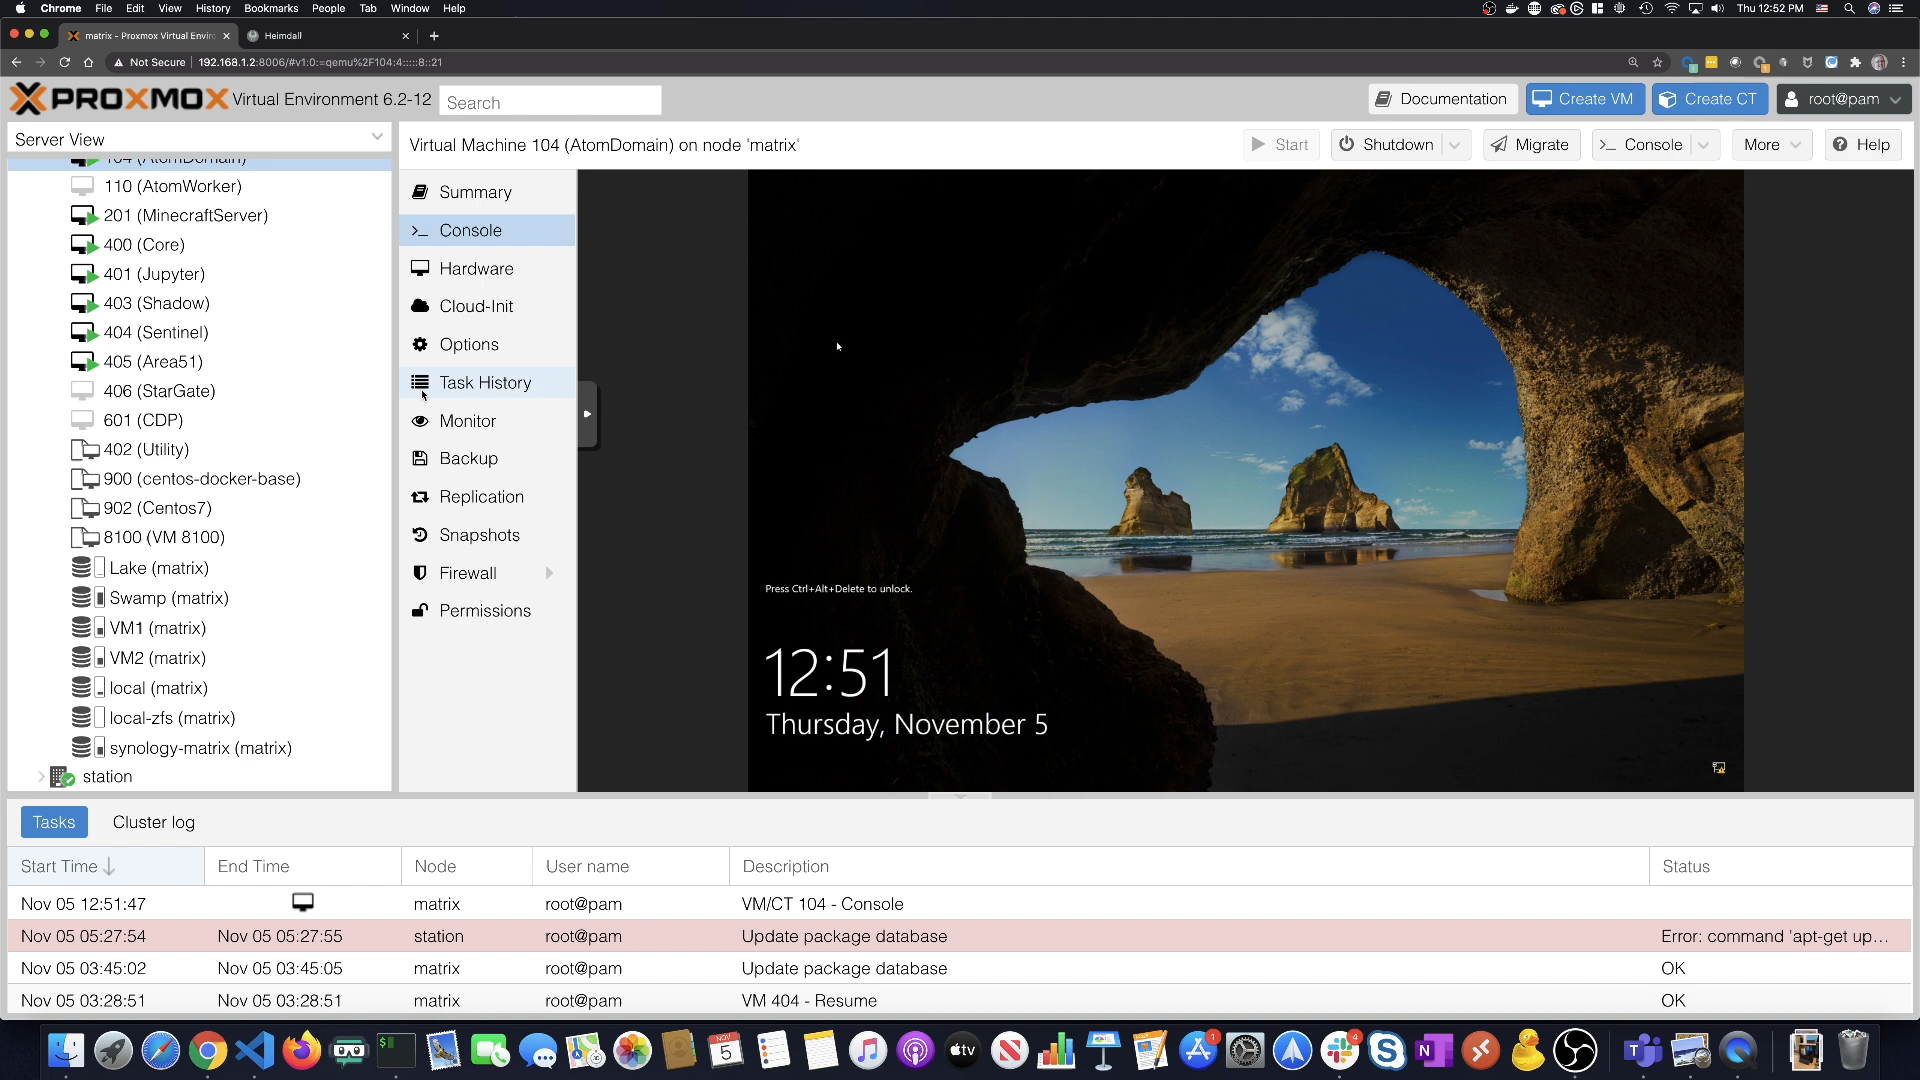 Chrome File Edit View History Bookmarks People Tab Window Help
Thu 12:52 PM
matrix - Proxmox Virtual Enviro
Heimdall
Not Secure 192.168.1.2:8006/#v1:0:=qemu%2F104:4:::::8::21
PROXMOX Virtual Environment 6.2-12
Search
Documentation
Create VM
Create CT
root@pam
Server View
Virtual Machine 104 (AtomDomain) on node 'matrix'
Start
Shutdown
Migrate
Console
More
Help
104 (AtomDomain)
110 (AtomWorker)
201 (MinecraftServer)
400 (Core)
401 (Jupyter)
403 (Shadow)
404 (Sentinel)
405 (Area51)
406 (StarGate)
601 (CDP)
402 (Utility)
900 (centos-docker-base)
902 (Centos7)
8100 (VM 8100)
Lake (matrix)
Swamp (matrix)
VM1 (matrix)
VM2 (matrix)
local (matrix)
local-zfs (matrix)
synology-matrix (matrix)
station
Summary
Console
Hardware
Cloud-Init
Options
Task History
Monitor
Backup
Replication
Snapshots
Firewall
Permissions
Press Ctrl+Alt+Delete to unlock.
12:51
Thursday, November 5
Tasks
Cluster log
Start Time End Time Node User name Description Status
Nov 05 12:51:47 matrix root@pam VM/CT 104 - Console
Nov 05 05:27:54 Nov 05 05:27:55 station root@pam Update package database Error: command 'apt-get up...
Nov 05 03:45:02 Nov 05 03:45:05 matrix root@pam Update package database OK
Nov 05 03:28:51 Nov 05 03:28:51 matrix root@pam VM 404 - Resume OK
NOV
5
tv
1
4